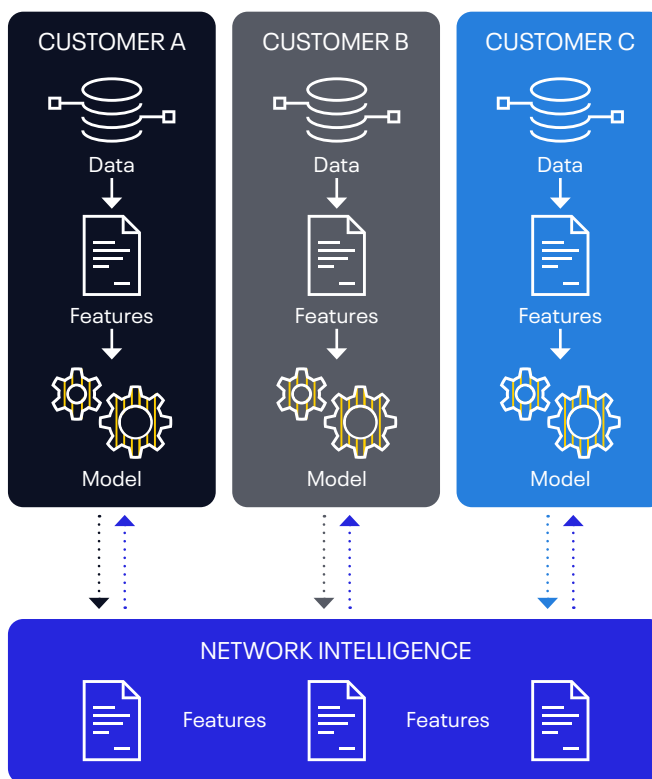 CUSTOMER A
Data
Features
Model
CUSTOMER B
Data
Features
Model
CUSTOMER C
Data
Features
Model
NETWORK INTELLIGENCE
Features
Features